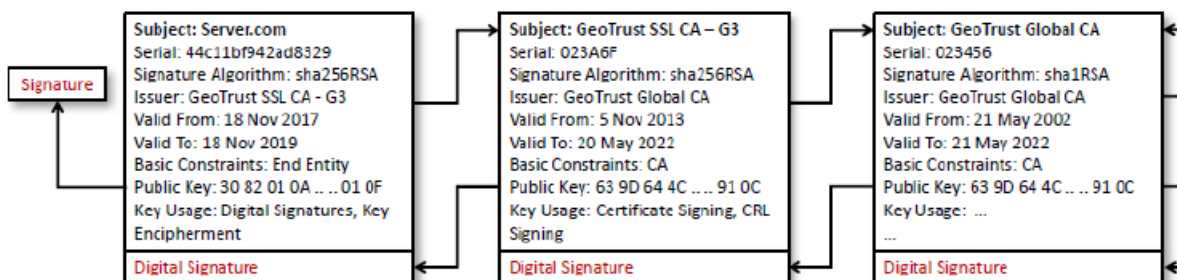 Signature
Subject: Server.com
Serial: 44c11bf942ad8329
Signature Algorithm: sha256RSA
Issuer: GeoTrust SSL CA - G3
Valid From: 18 Nov 2017
Valid To: 18 Nov 2019
Basic Constraints: End Entity
Public Key: 30 82 01 0A .. .. 01 0F
Key Usage: Digital Signatures, Key
Encipherment
Digital Signature
Subject: GeoTrust SSL CA – G3
Serial: 023A6F
Signature Algorithm: sha256RSA
Issuer: GeoTrust Global CA
Valid From: 5 Nov 2013
Valid To: 20 May 2022
Basic Constraints: CA
Public Key: 63 9D 64 4C .. .. 91 0C
Key Usage: Certificate Signing, CRL
Signing
Digital Signature
Subject: GeoTrust Global CA
Serial: 023456
Signature Algorithm: sha1RSA
Issuer: GeoTrust Global CA
Valid From: 21 May 2002
Valid To: 21 May 2022
Basic Constraints: CA
Public Key: 63 9D 64 4C .. .. 91 0C
Key Usage: ...
...
Digital Signature